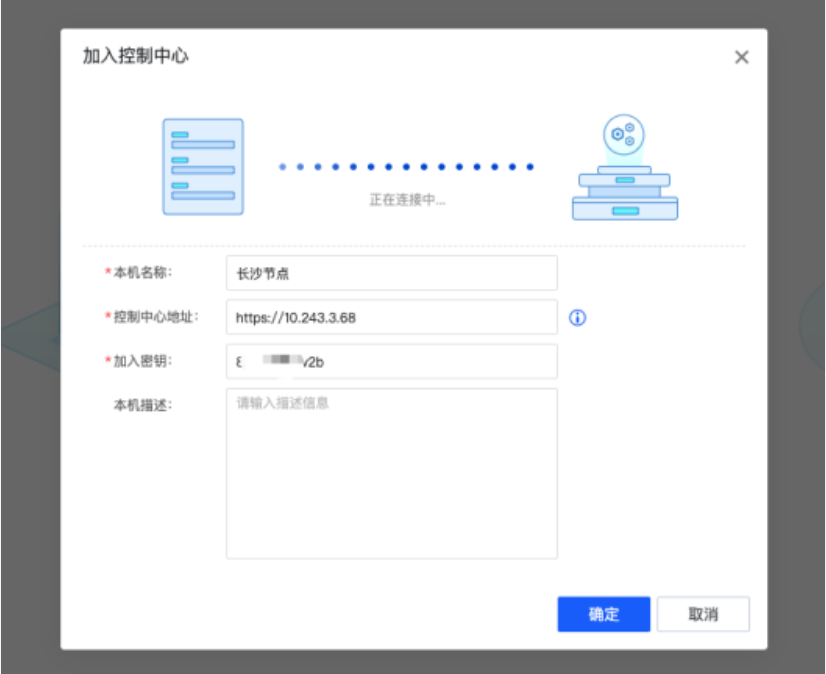 加入控制中心
正在连接中...
*本机名称: 长沙节点
*控制中心地址: https://10.243.3.68
*加入密钥: v2b
本机描述: 请输入描述信息
确定 取消